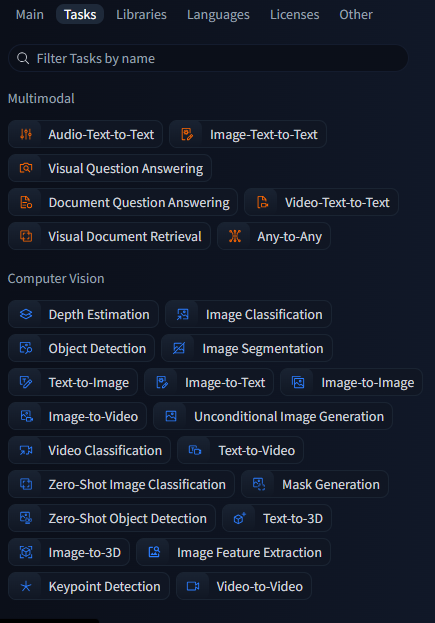 Main Tasks Libraries Languages Licenses Other
Filter Tasks by name
Multimodal
Audio-Text-to-Text Image-Text-to-Text
Visual Question Answering
Document Question Answering Video-Text-to-Text
Visual Document Retrieval Any-to-Any
Computer Vision
Depth Estimation Image Classification
Object Detection Image Segmentation
Text-to-Image Image-to-Text Image-to-Image
Image-to-Video Unconditional Image Generation
Video Classification Text-to-Video
Zero-Shot Image Classification Mask Generation
Zero-Shot Object Detection Text-to-3D
Image-to-3D Image Feature Extraction
Keypoint Detection Video-to-Video